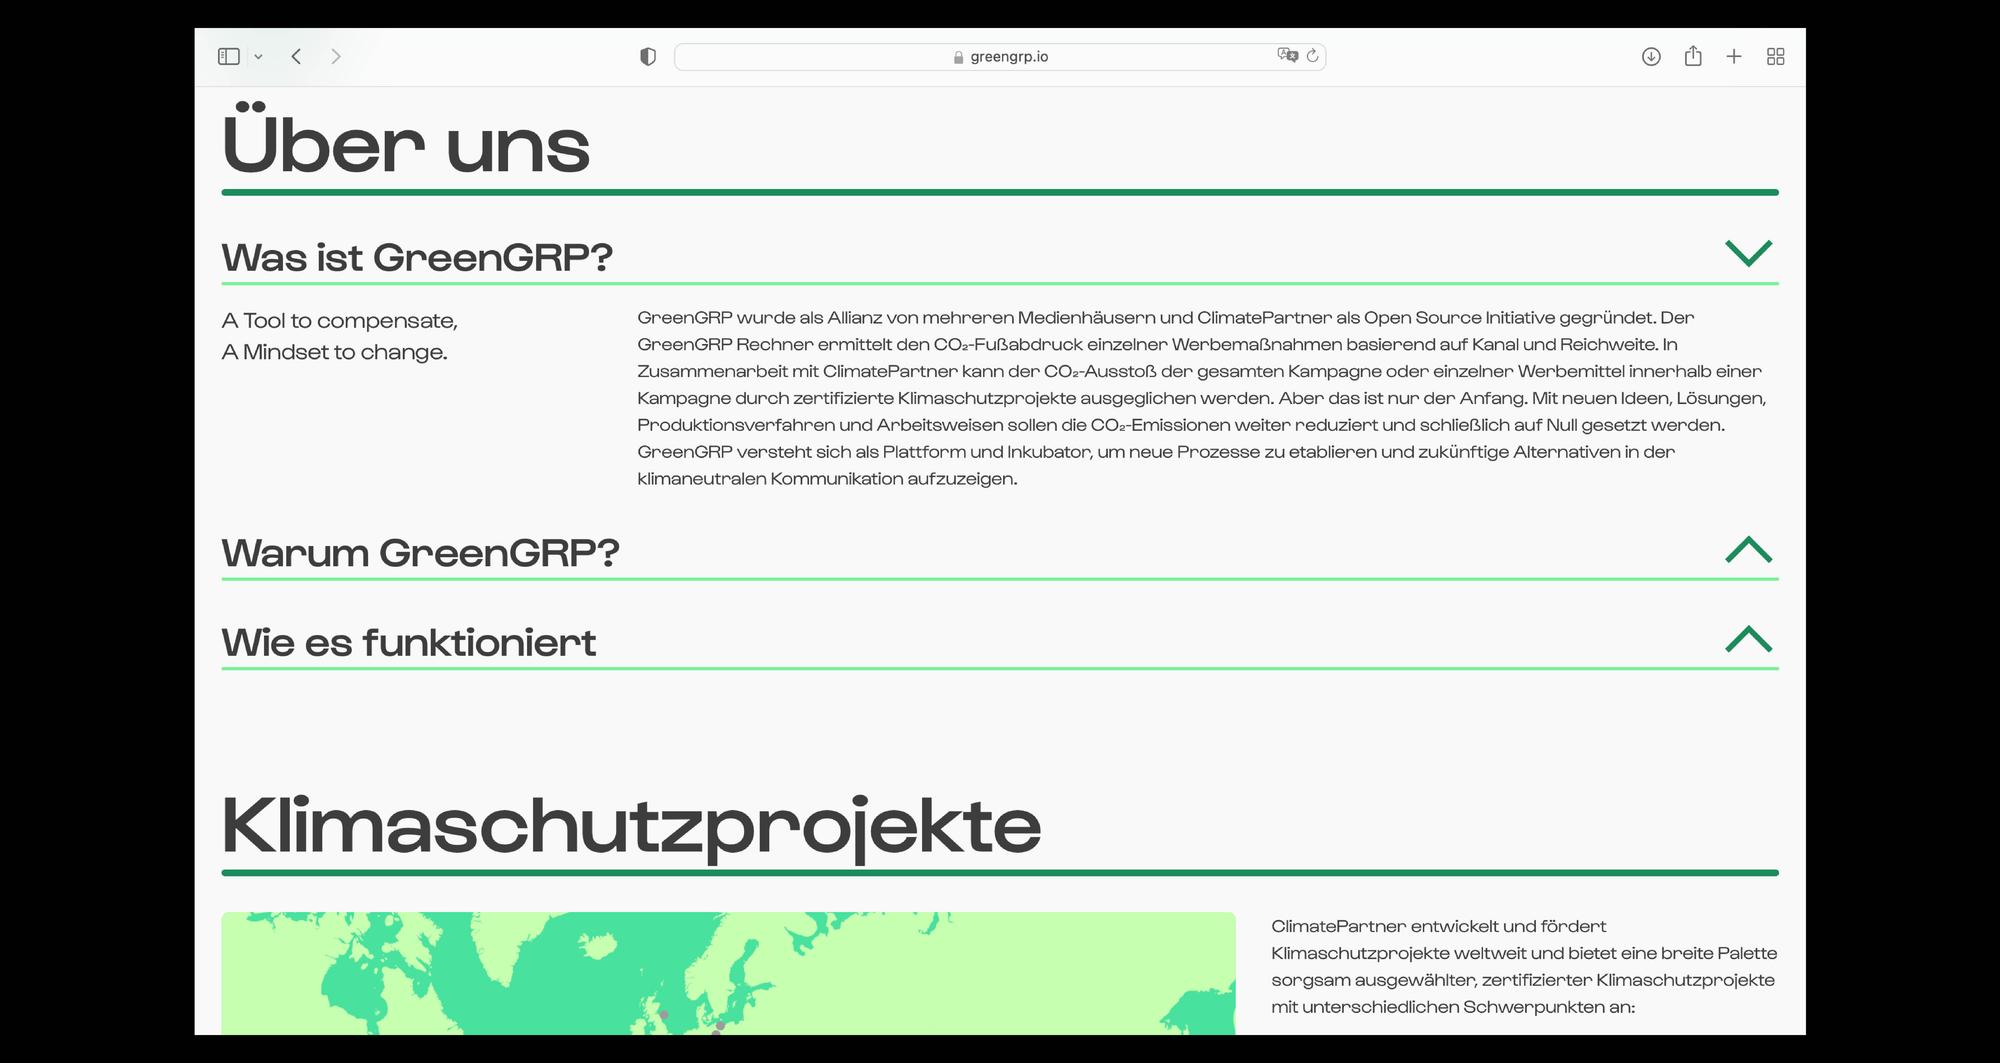 greengrp.io
Über uns
Was ist GreenGRP?
A Tool to compensate,
A Mindset to change.
GreenGRP wurde als Allianz von mehreren Medienhäusern und ClimatePartner als Open Source Initiative gegründet. Der
GreenGRP Rechner ermittelt den CO₂-Fußabdruck einzelner Werbemaßnahmen basierend auf Kanal und Reichweite. In
Zusammenarbeit mit ClimatePartner kann der CO₂-Ausstoß der gesamten Kampagne oder einzelner Werbemittel innerhalb einer
Kampagne durch zertifizierte Klimaschutzprojekte ausgeglichen werden. Aber das ist nur der Anfang. Mit neuen Ideen, Lösungen,
Produktionsverfahren und Arbeitsweisen sollen die CO₂-Emissionen weiter reduziert und schließlich auf Null gesetzt werden.
GreenGRP versteht sich als Plattform und Inkubator, um neue Prozesse zu etablieren und zukünftige Alternativen in der
klimaneutralen Kommunikation aufzuzeigen.
Warum GreenGRP?
Wie es funktioniert
Klimaschutzprojekte
ClimatePartner entwickelt und fördert
Klimaschutzprojekte weltweit und bietet eine breite Palette
sorgsam ausgewählter, zertifizierter Klimaschutzprojekte
mit unterschiedlichen Schwerpunkten an: